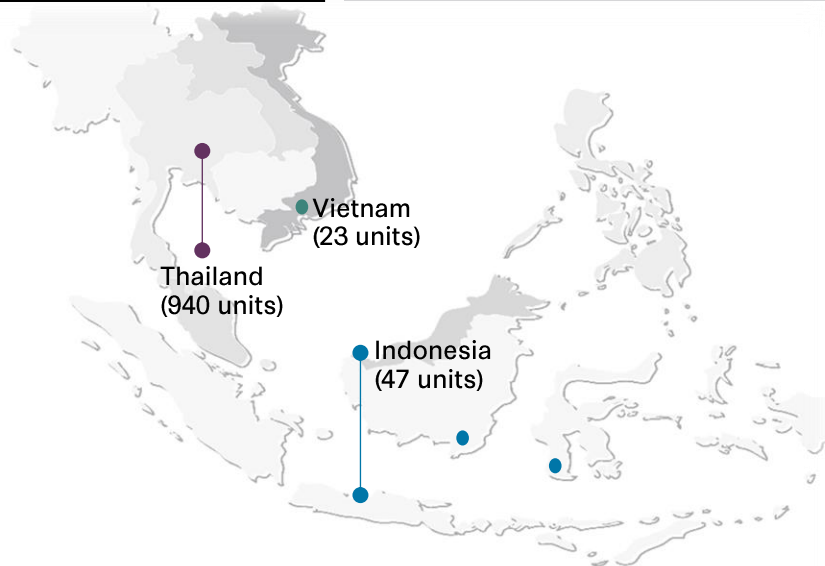 Vietnam
(23 units)
Thailand
(940 units)
Indonesia
(47 units)